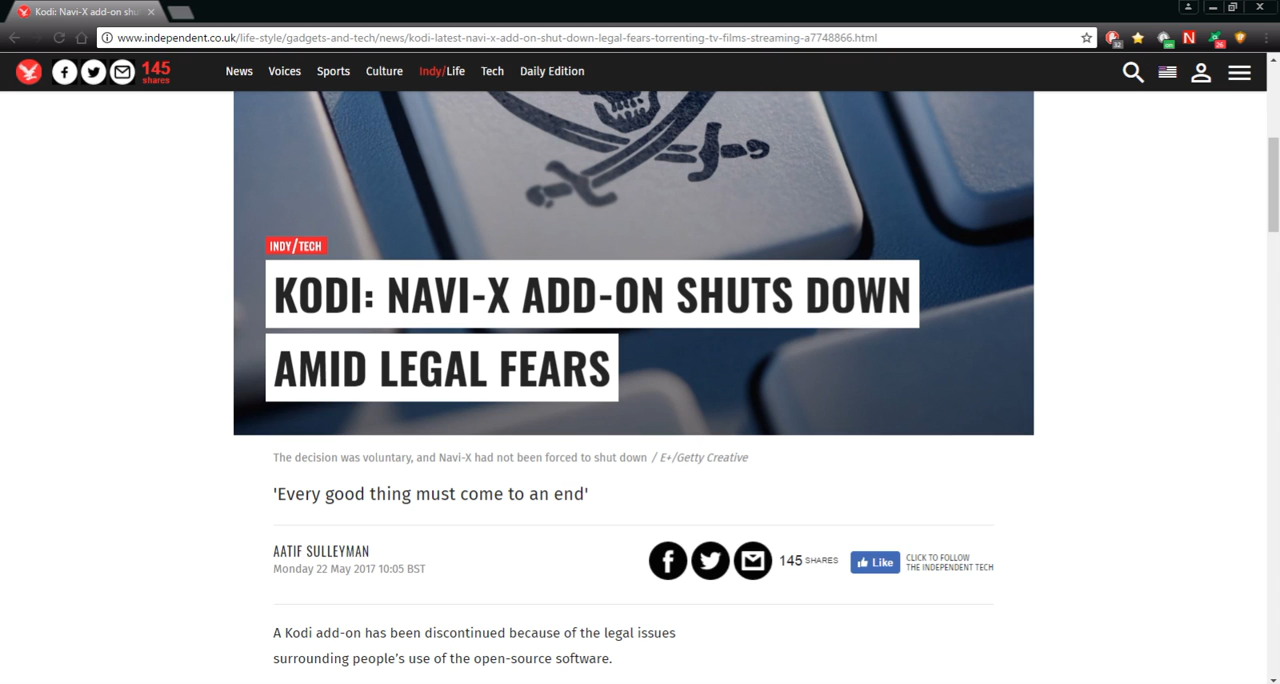 Kodi: Navi-X add-on shu
www.independent.co.uk/life-style/gadgets-and-tech/news/kodi-latest-navi-x-add-on-shut-down-legal-fears-torrenting-tv-films-streaming-a7748866.html
145 shares
News Voices Sports Culture Indy/Life Tech Daily Edition
INDY/TECH
KODI: NAVI-X ADD-ON SHUTS DOWN
AMID LEGAL FEARS
The decision was voluntary, and Navi-X had not been forced to shut down / E+/Getty Creative
'Every good thing must come to an end'
AATIF SULLEYMAN
Monday 22 May 2017 10:05 BST
145 SHARES
Like
CLICK TO FOLLOW
THE INDEPENDENT TECH
A Kodi add-on has been discontinued because of the legal issues
surrounding people's use of the open-source software.